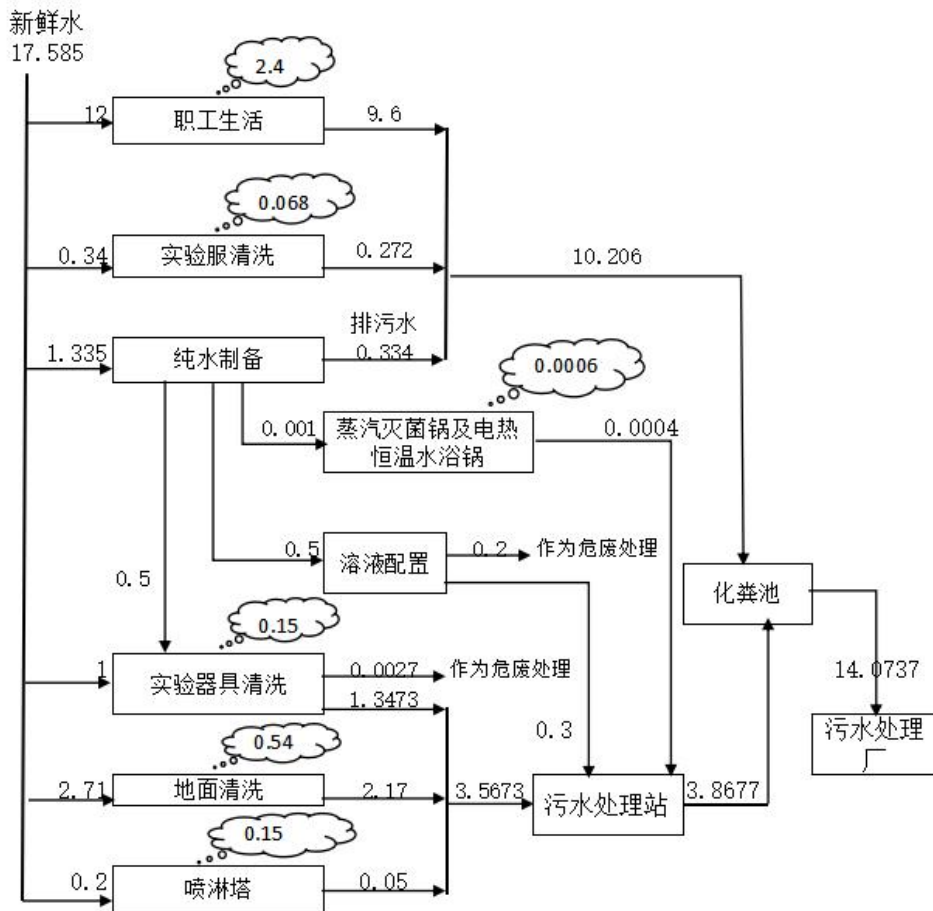 新鲜水
17.585
2.4
12
职工生活
9.6
0.068
0.34
实验服清洗
0.272
10.206
排污水
1.335
纯水制备
0.334
0.0006
0.001
蒸汽灭菌锅及电热
恒温水浴锅
0.0004
0.5
溶液配置
0.2
作为危废处理
0.5
化粪池
0.15
1
实验器具清洗
0.0027
作为危废处理
1.3473
14.0737
0.3
污水处理
厂
0.54
2.71
地面清洗
2.17
3.5673
污水处理站
3.8677
0.15
0.2
喷淋塔
0.05